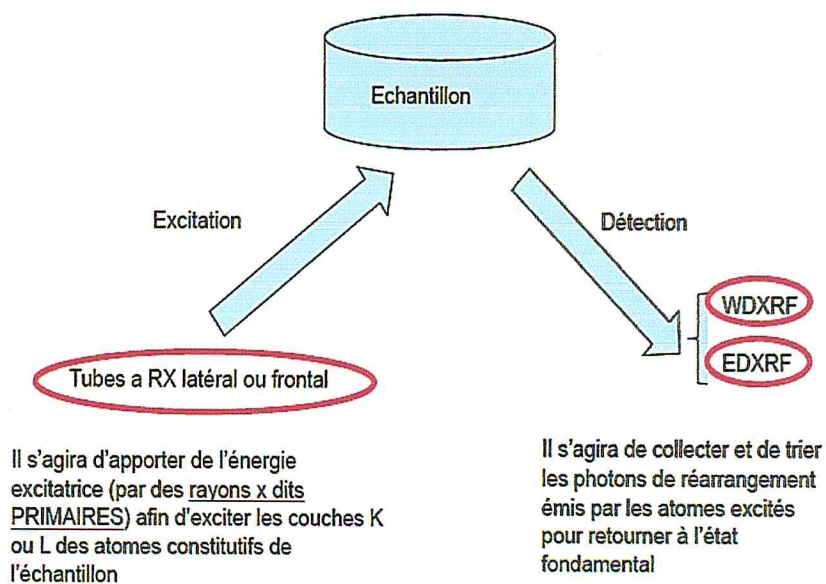 Echantillon
Excitation
Détection
WDXRF
EDXRF
Tubes a RX latéral ou frontal
Il s'agira d'apporter de l'énergie
excitatrice (par des rayons x dits
PRIMAIRES) afin d'exciter les couches K
ou L des atomes constitutifs de
l'échantillon
Il s'agira de collecter et de trier
les photons de réarrangement
émis par les atomes excités
pour retourner à l'état
fondamental